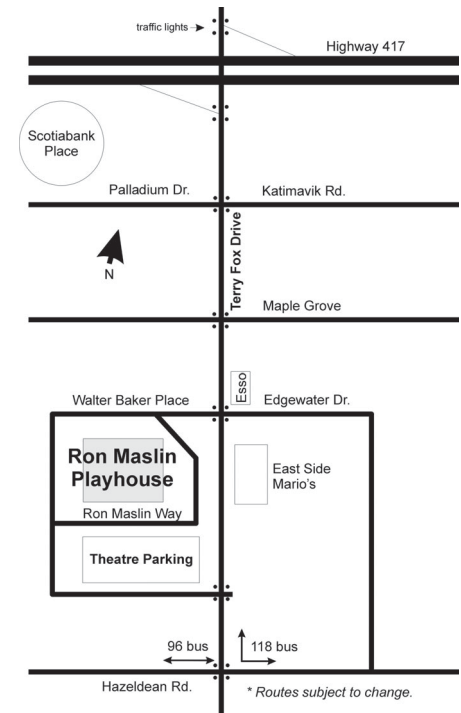 traffic lights
Highway 417
Scotiabank
Place
Palladium Dr.
Katimavik Rd.
N
Terry Fox Drive
Maple Grove
Esso
Walter Baker Place
Edgewater Dr.
Ron Maslin
Playhouse
East Side
Mario's
Ron Maslin Way
Theatre Parking
96 bus
118 bus
Hazeldean Rd.
* Routes subject to change.